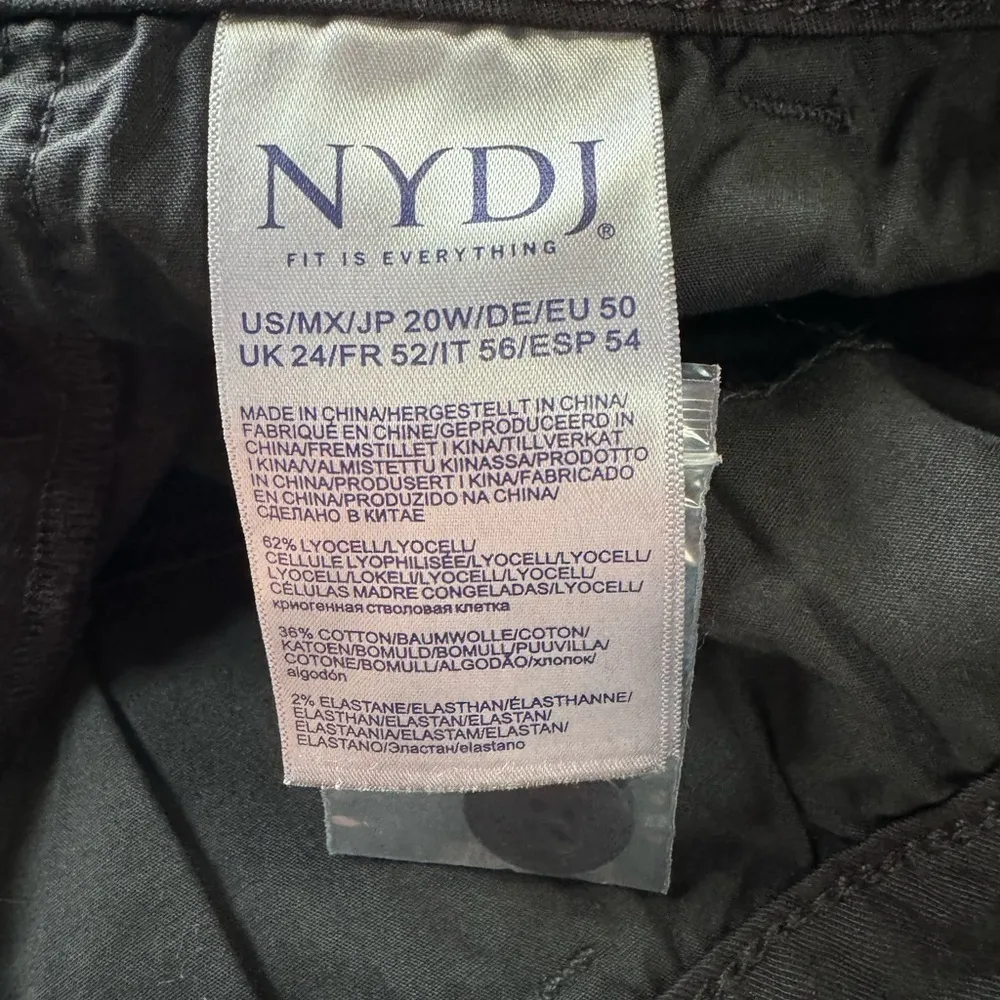 NYDJ®
FIT IS EVERYTHING
US/MX/JP 20W/DE/EU 50
UK 24/FR 52/IT 56/ESP 54
MADE IN CHINA/HERGESTELLT IN CHINA/
FABRIQUÉ EN CHINE/GEPRODUCEERD IN
CHINA/FREMSTILLET I KINA/TILLVERKAT
I KINA/VALMISTETTU KIINASSA/PRODOTTO
IN CHINA/PRODUSERT I KINA/FABRICADO
EN CHINA/PRODUZIDO NA CHINA/
СДЕЛАНО В КИТАЕ
62% LYOCELL/LYOCELL/
CELLULE LYOPHILISÉE/LYOCELL/LYOCELL/
LYOCELL/LOKELI/LYOCELL/LYOCELL/
CÉLULAS MADRE CONGELADAS/LYOCELL/
криогенная стволовая клетка
36% COTTON/BAUMWOLLE/COTON/
KATOEN/BOMULD/BOMULL/PUUVILLA/
COTONE/BOMULL/ALGODÃO/хлопок/
algodón
2% ELASTANE/ELASTHAN/ÉLASTHANNE/
ELASTHAN/ELASTAN/ELASTAN/
ELASTAANIA/ELASTAM/ELASTAN/
ELASTANO/Эластан/elastano